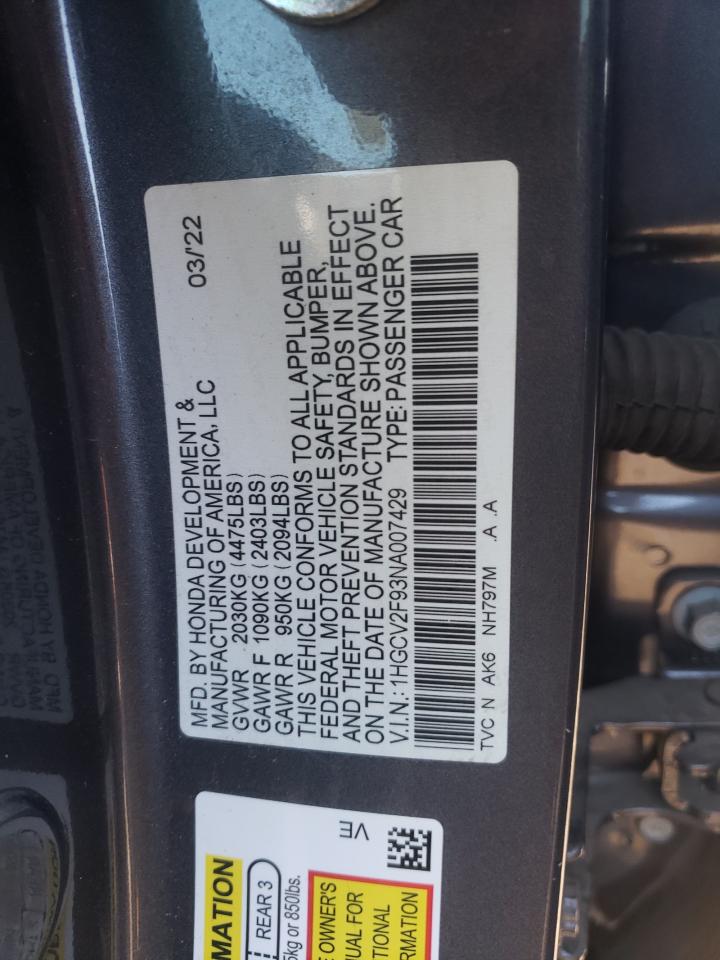 MFD. BY HONDA DEVELOPMENT & 03/'22
MANUFACTURING OF AMERICA, LLC
GVWR 2030KG (4475LBS)
GAWR F 1090KG (2403LBS)
GAWR R 950KG (2094LBS)
THIS VEHICLE CONFORMS TO ALL APPLICABLE
FEDERAL MOTOR VEHICLE SAFETY, BUMPER,
AND THEFT PREVENTION STANDARDS IN EFFECT
ON THE DATE OF MANUFACTURE SHOWN ABOVE.
V.I.N.: 1HGCV2F93NA007429 TYPE: PASSENGER CAR
TVC N AK6 NH797M .A .A
VE
MATION
REAR 3
kg or 850lbs.
OWNER'S
UAL FOR
TIONAL
RMATION